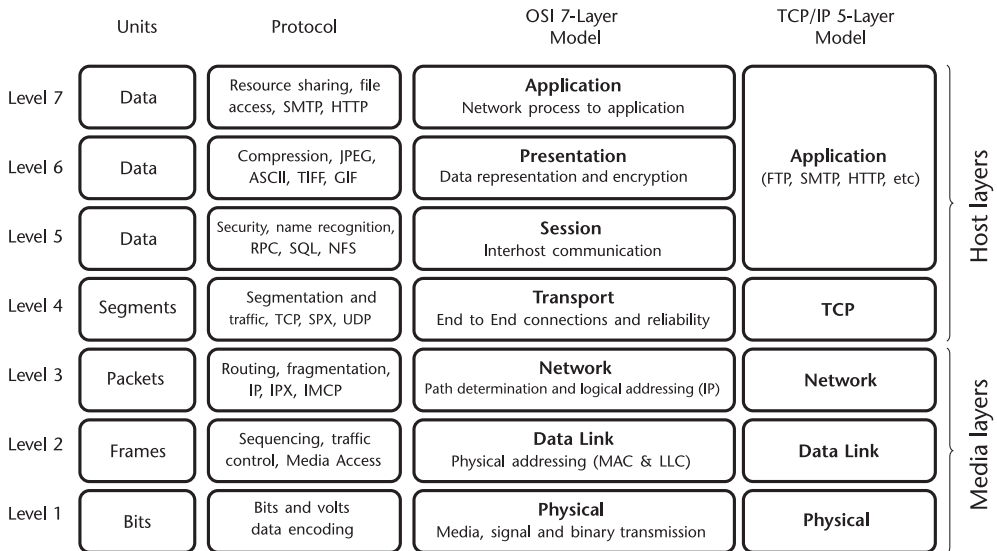 Units
Protocol
OSI 7-Layer
Model
TCP/IP 5-Layer
Model
Level 7
Data
Resource sharing, file
access, SMTP, HTTP
Application
Network process to application
Level 6
Data
Compression, JPEG,
ASCII, TIFF, GIF
Presentation
Data representation and encryption
Application
(FTP, SMTP, HTTP, etc)
Level 5
Data
Security, name recognition,
RPC, SQL, NFS
Session
Interhost communication
Level 4
Segments
Segmentation and
traffic, TCP, SPX, UDP
Transport
End to End connections and reliability
TCP
Host layers
Level 3
Packets
Routing, fragmentation,
IP, IPX, IMCP
Network
Path determination and logical addressing (IP)
Network
Level 2
Frames
Sequencing, traffic
control, Media Access
Data Link
Physical addressing (MAC & LLC)
Data Link
Level 1
Bits
Bits and volts
data encoding
Physical
Media, signal and binary transmission
Physical
Media layers